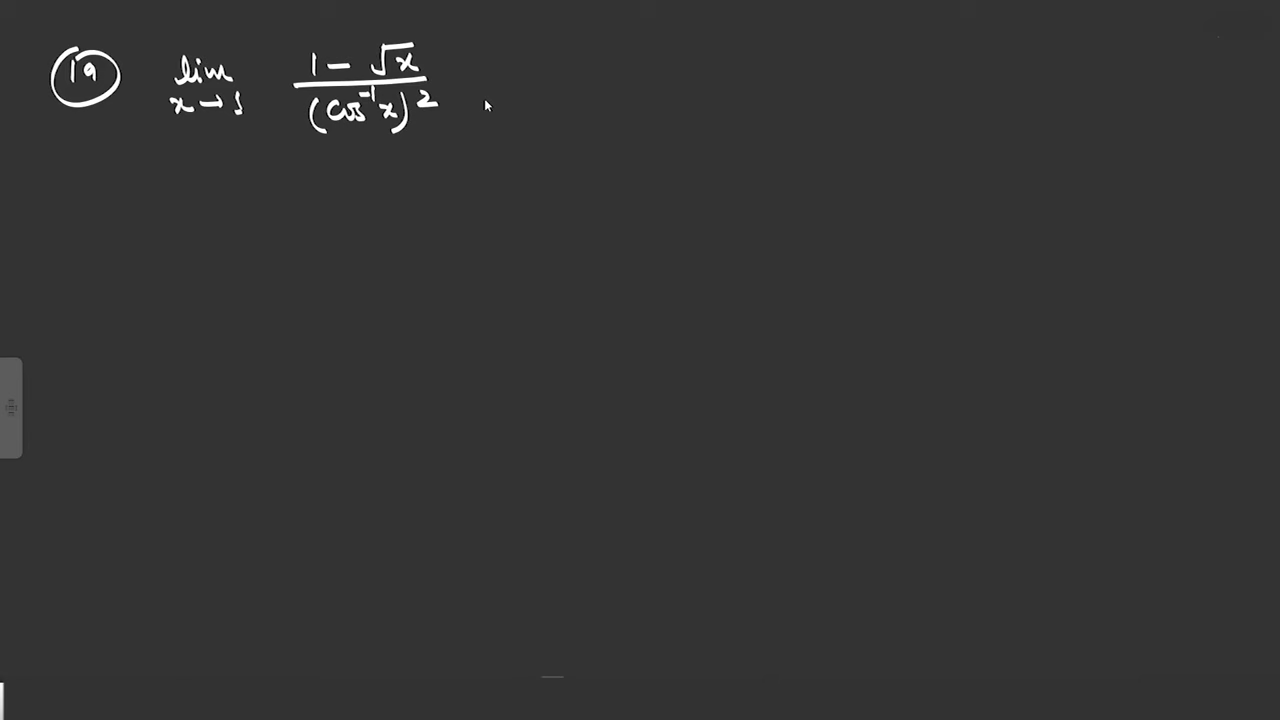 (19) lim x→1 (1 - √x) / (cos⁻¹x)²